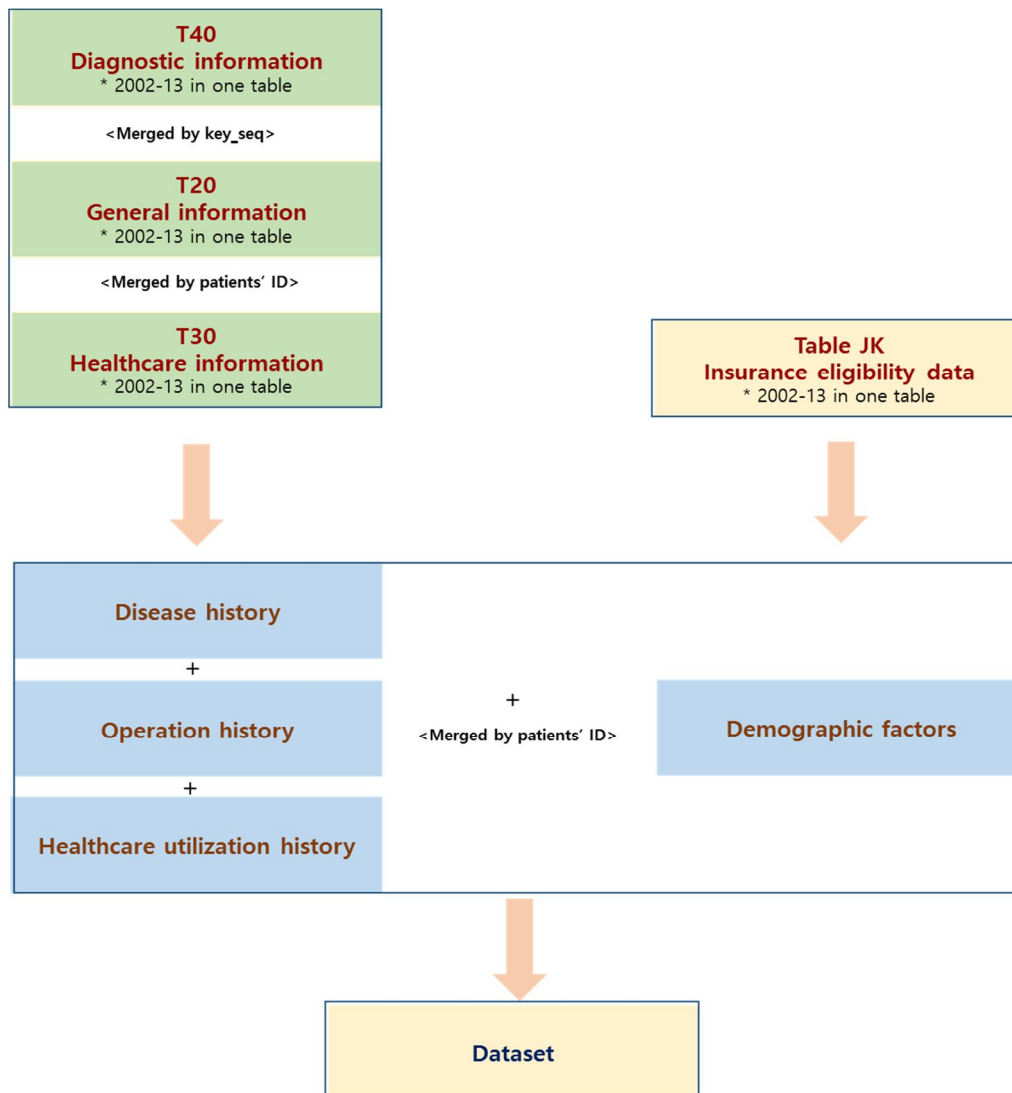 T40
Diagnostic information
* 2002-13 in one table
<Merged by key_seq>
T20
General information
* 2002-13 in one table
<Merged by patients’ ID>
T30
Healthcare information
* 2002-13 in one table
Table JK
Insurance eligibility data
* 2002-13 in one table
Disease history
+
Operation history
+
Healthcare utilization history
+
<Merged by patients’ ID>
Demographic factors
Dataset